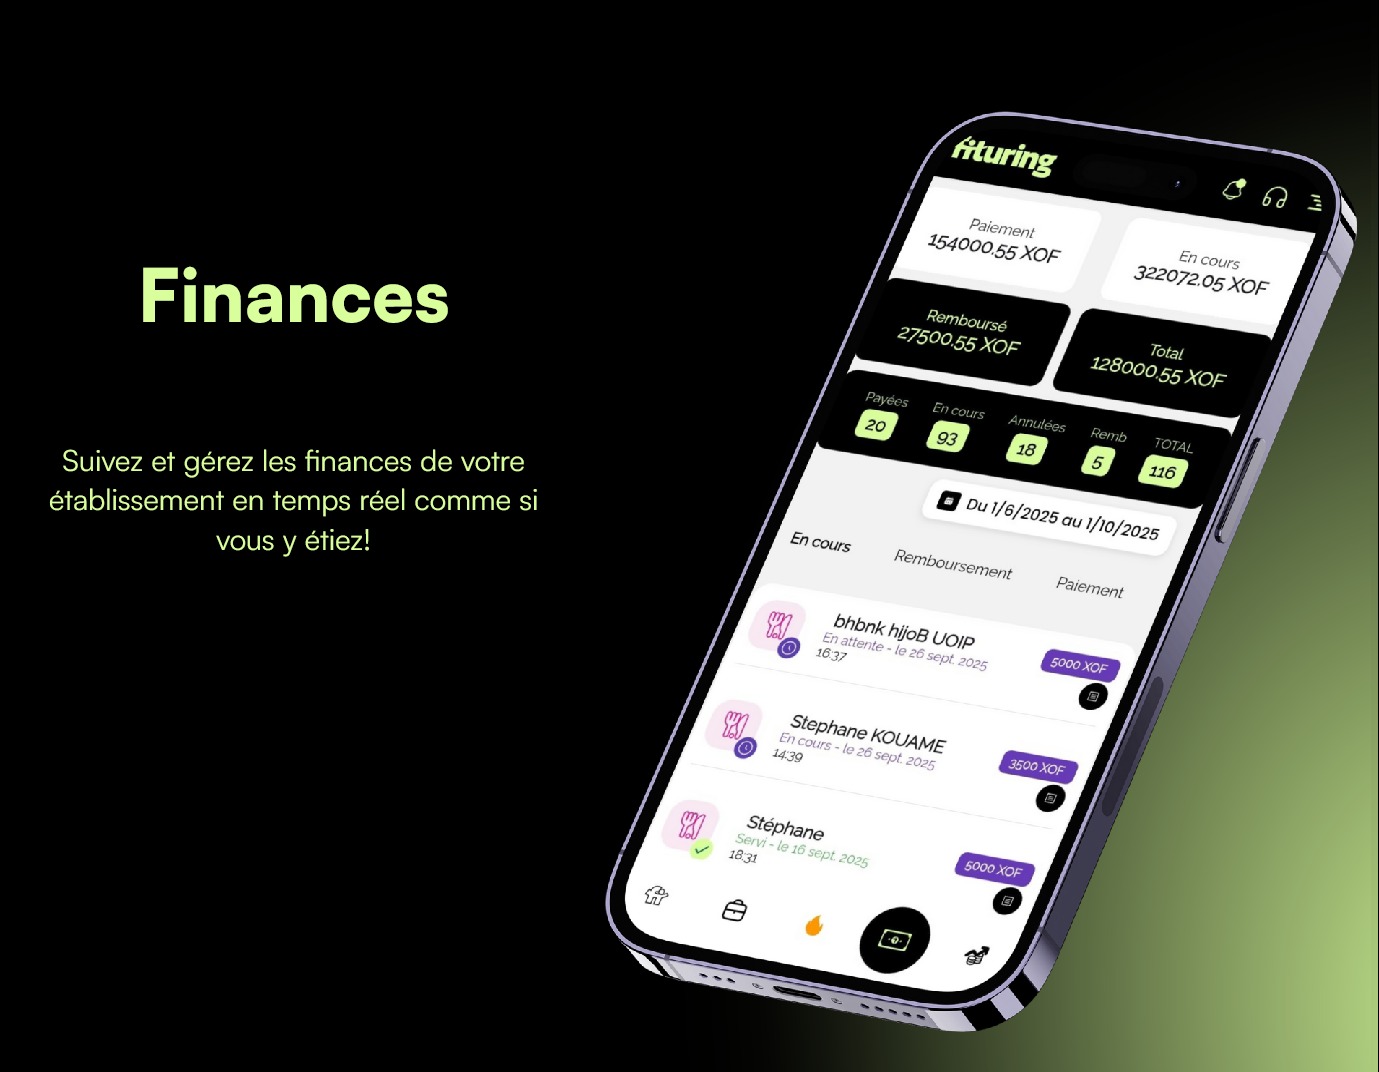 Finances
Suivez et gérez les finances de votre
établissement en temps réel comme si
vous y étiez!
fituring
Paiement
154000.55 XOF
En cours
322072.05 XOF
Remboursé
27500.55 XOF
Total
128000.55 XOF
Payées En cours Annulées Remb TOTAL
20 93 18 5 116
Du 1/6/2025 au 1/10/2025
En cours Remboursement Paiement
bhbnk hijoB UOIP
En attente - le 26 sept. 2025
16:37
5000 XOF
Stephane KOUAME
En cours - le 26 sept. 2025
14:39
3500 XOF
Stéphane
Servi - le 16 sept. 2025
18:31
5000 XOF